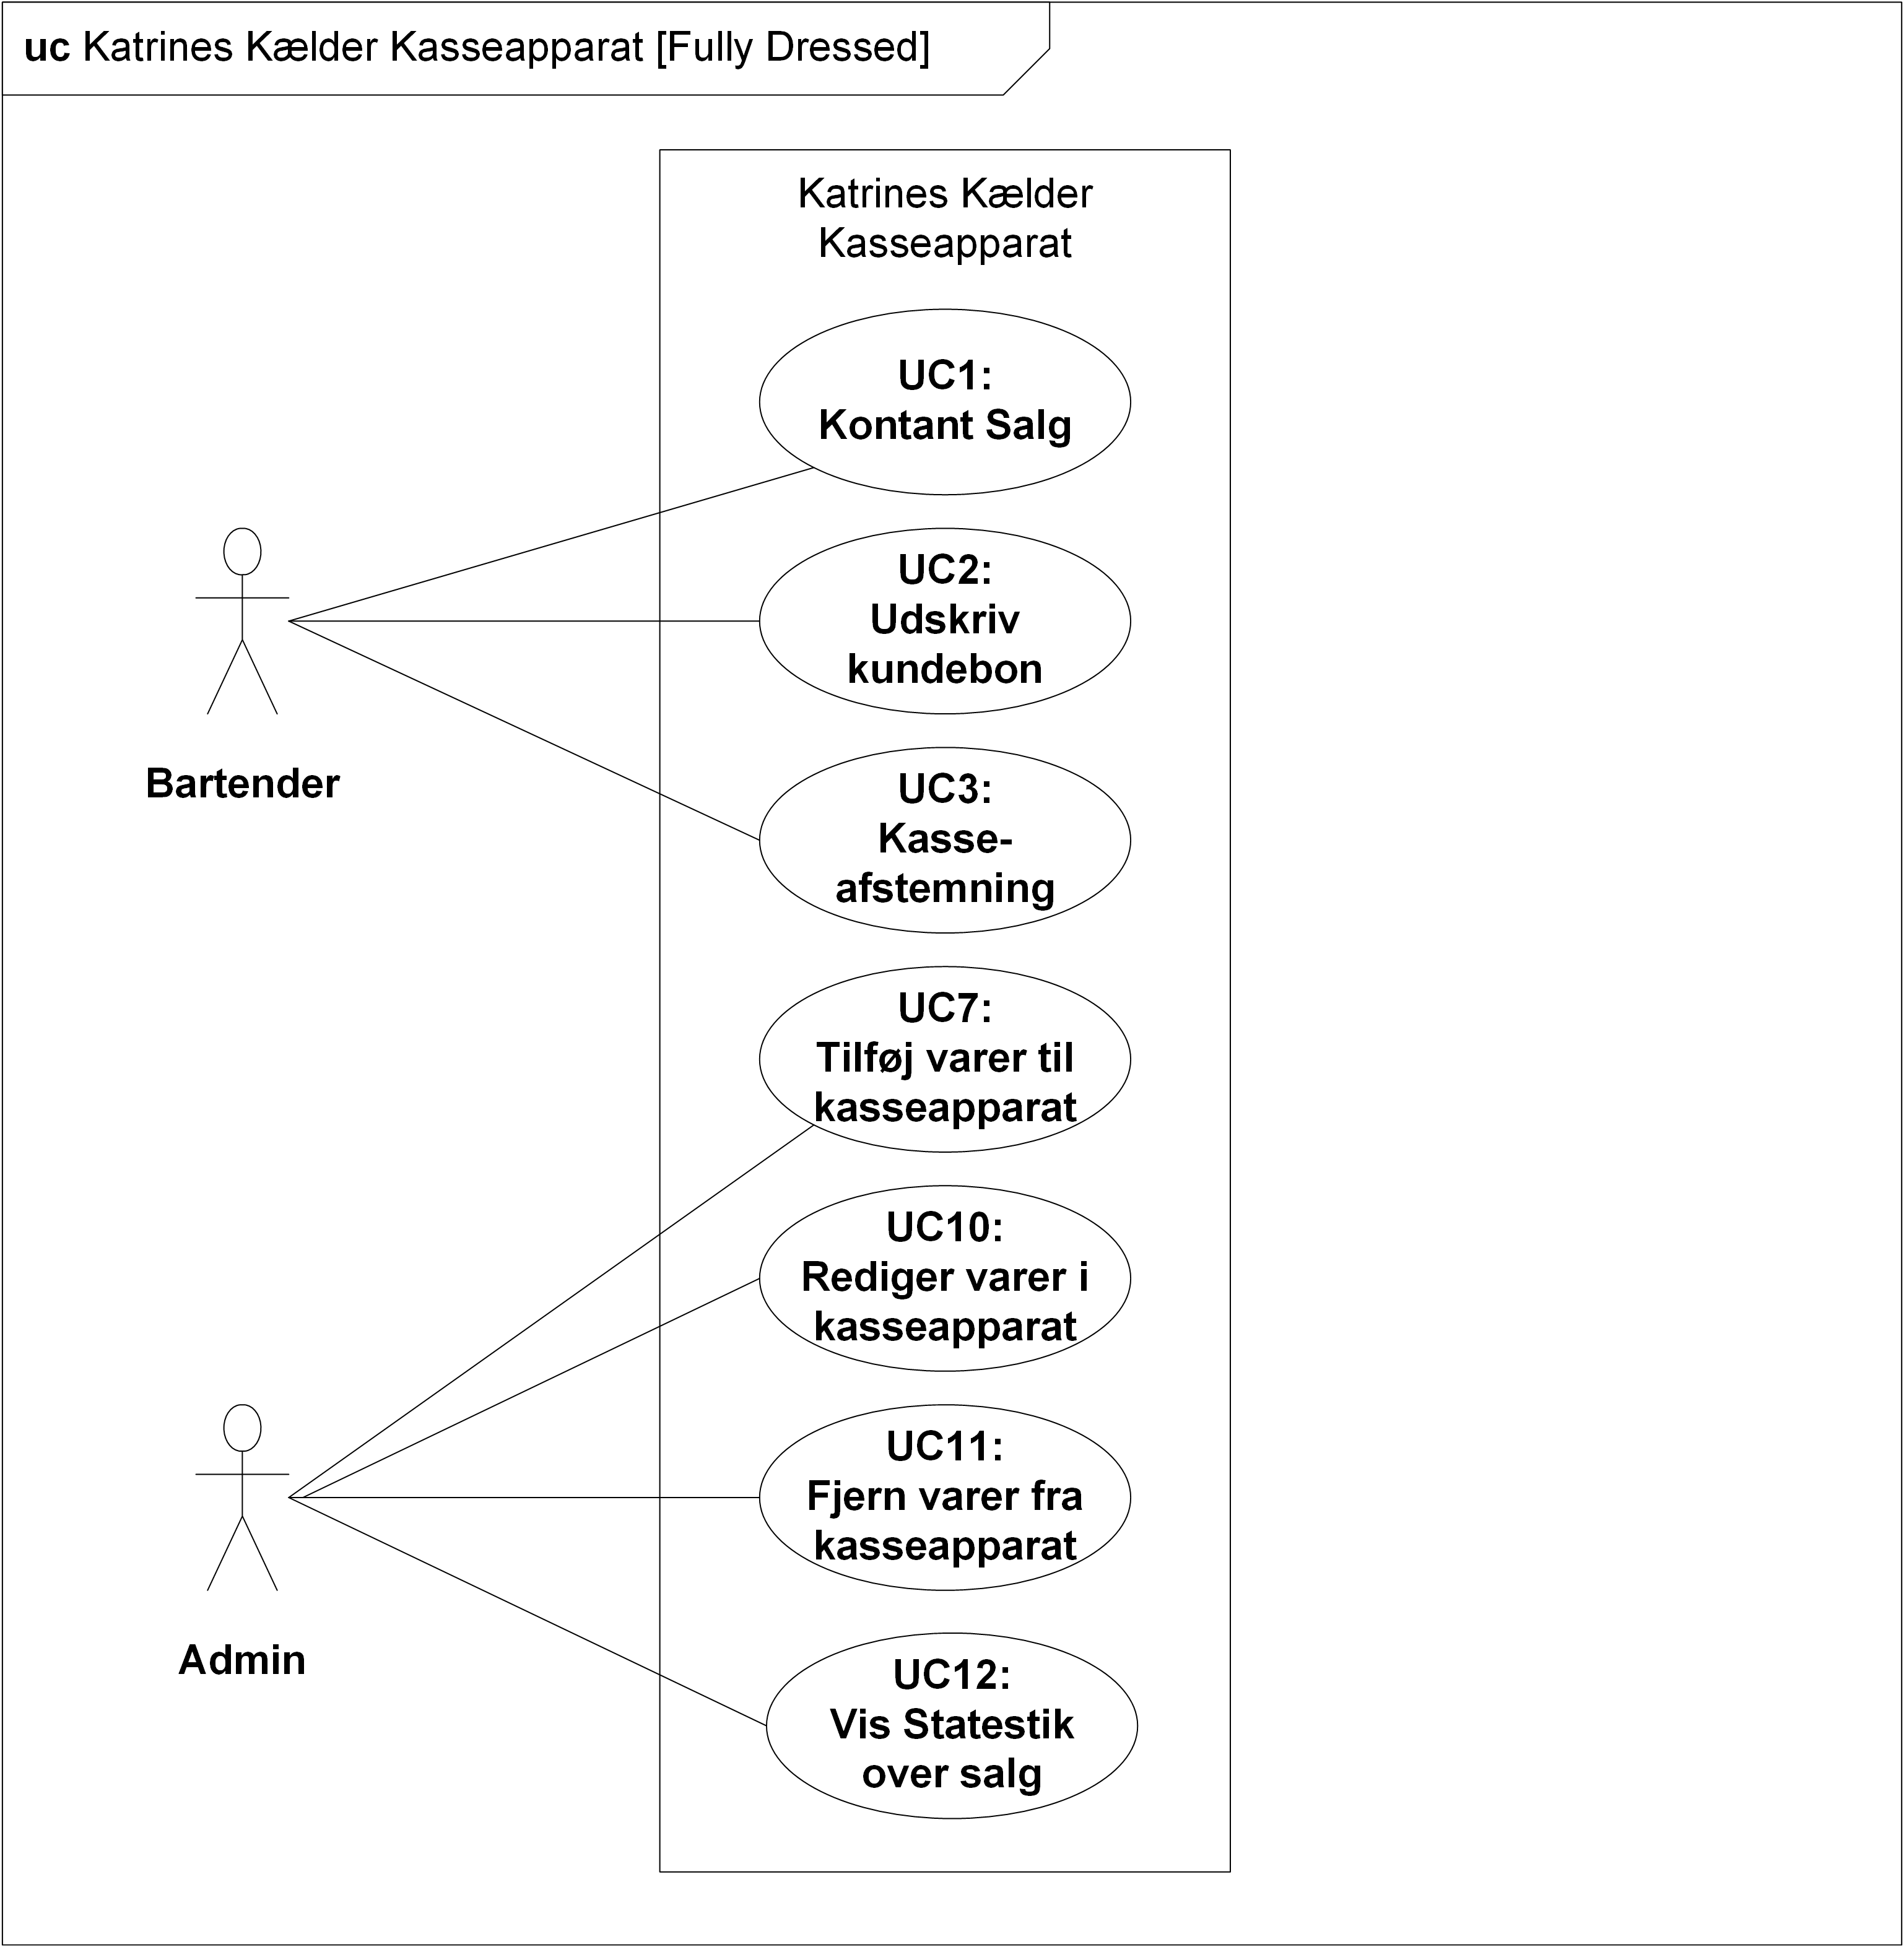 uc Katrines Kælder Kasseapparat [Fully Dressed]
Katrines Kælder
Kasseapparat
UC1:
Kontant Salg
UC2:
Udskriv
kundebon
Bartender
UC3:
Kasse-
afstemning
UC7:
Tilføj varer til
kasseapparat
UC10:
Rediger varer i
kasseapparat
UC11:
Fjern varer fra
kasseapparat
Admin
UC12:
Vis Statestik
over salg